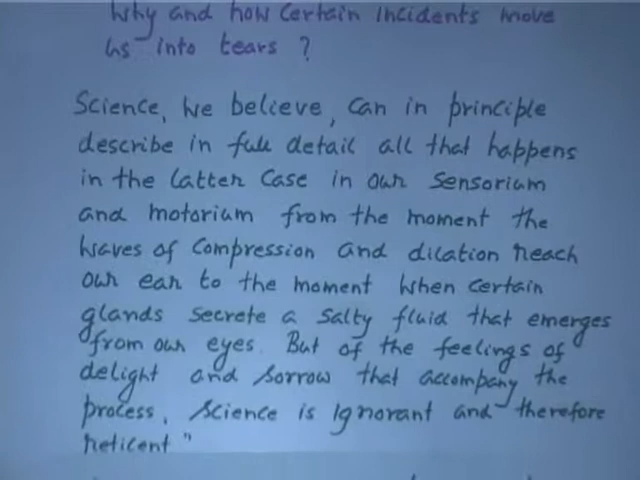 Why and how certain incidents move
us into tears ?
Science, we believe, can in principle
describe in full detail all that happens
in the latter case in our sensorium
and motorium from the moment the
waves of compression and dilation reach
our ear to the moment when certain
glands secrete a salty fluid that emerges
from our eyes. But of the feelings of
delight and sorrow that accompany the
process, science is ignorant and therefore
reticent "